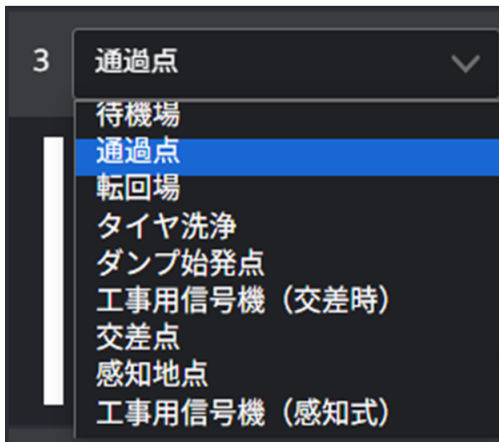 3 通過点
待機場
通過点
転回場
タイヤ洗浄
ダンプ始発点
工事用信号機（交差時）
交差点
感知地点
工事用信号機（感知式）